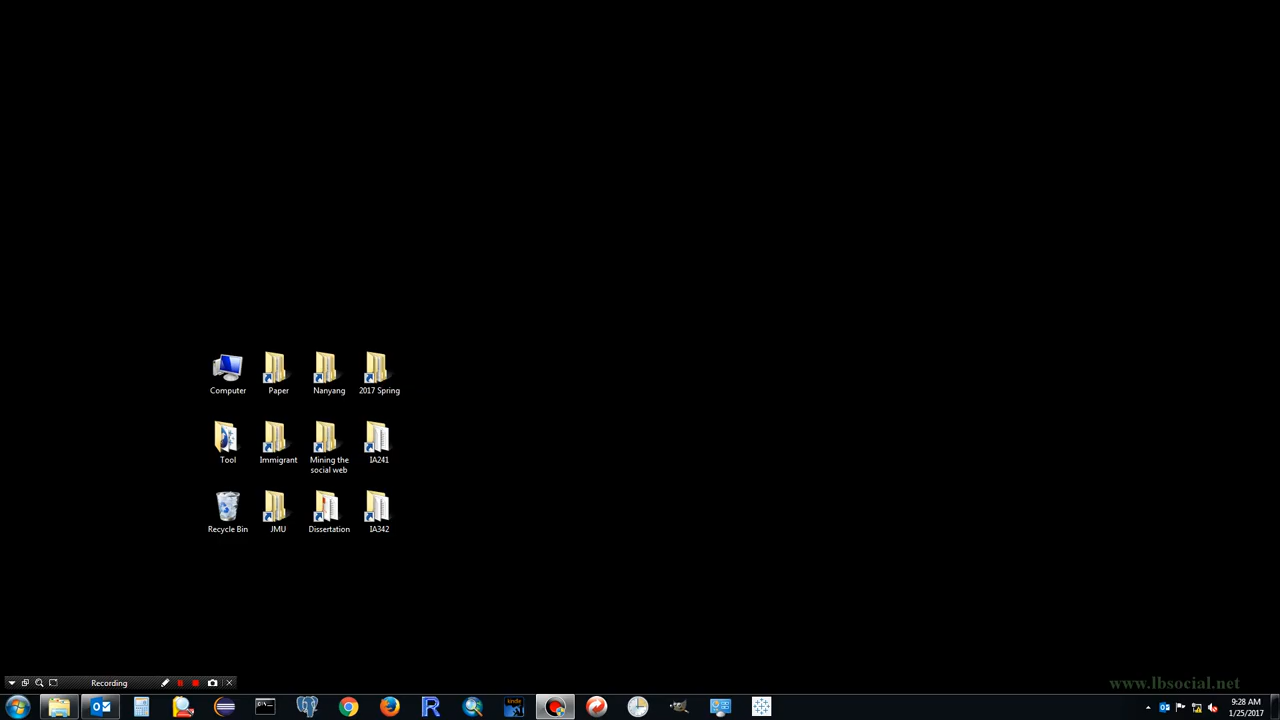 Computer
Paper
Nanyang
2017 Spring
Tool
Immigrant
Mining the
social web
IA241
Recycle Bin
JMU
Dissertation
IA342
Recording
www.lbsocial.net
kindle
9:28 AM
1/25/2017